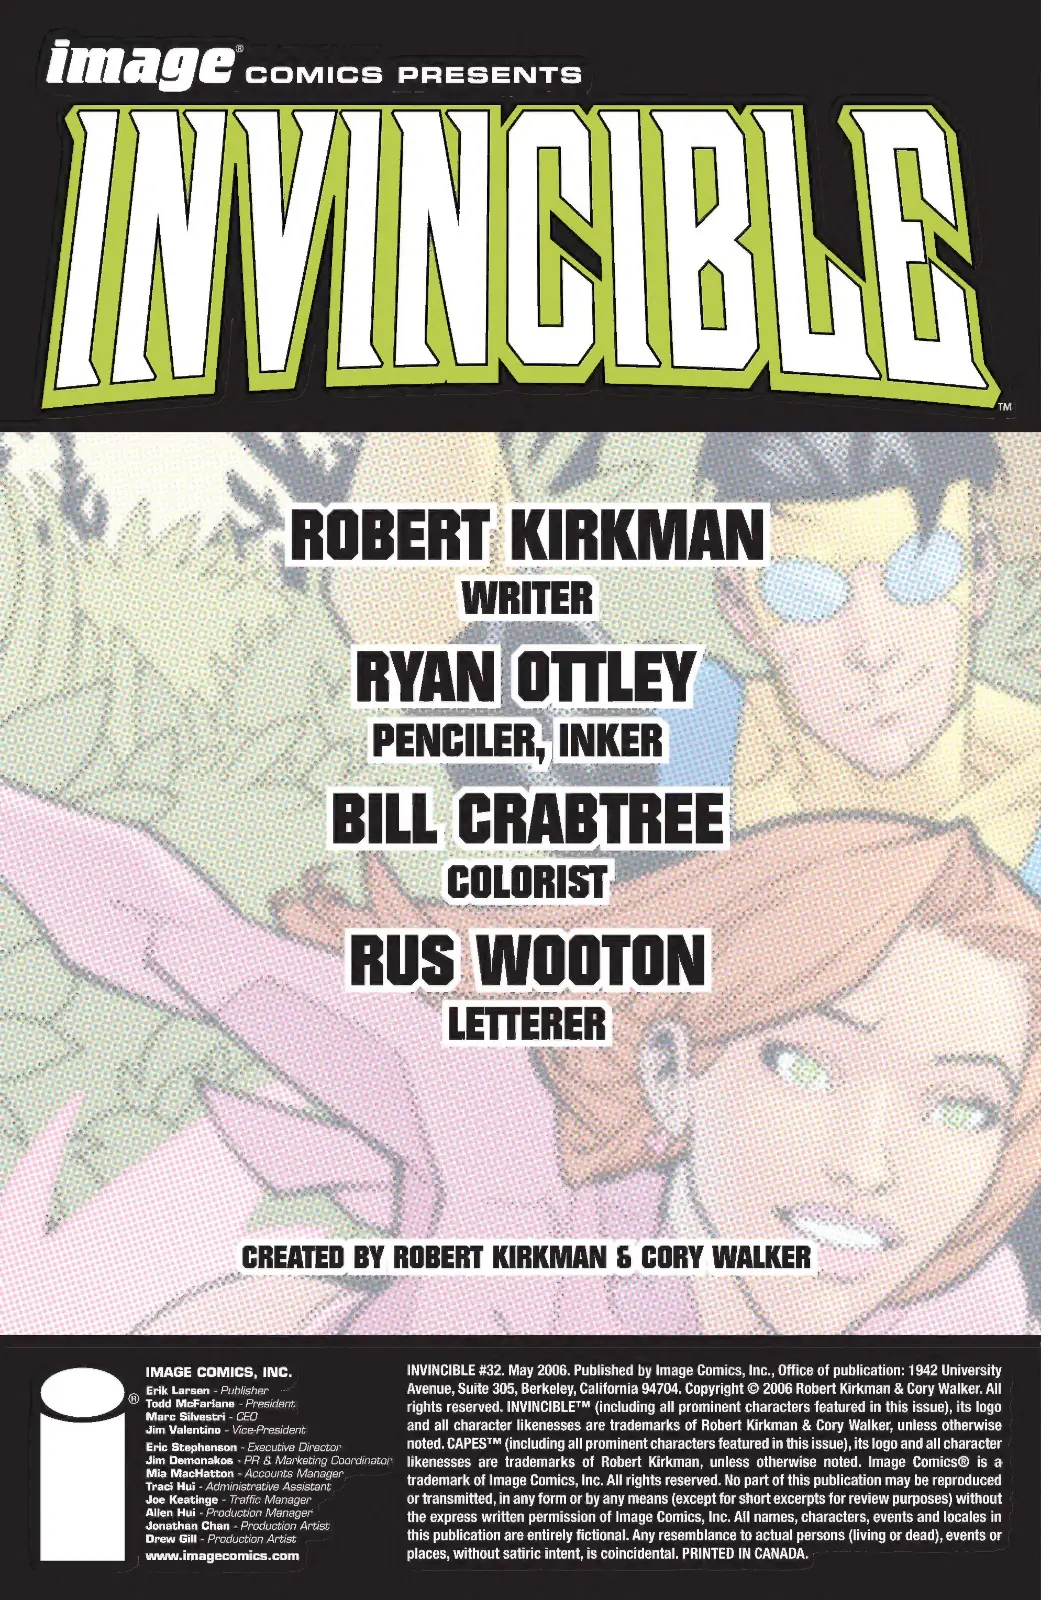 image® COMICS PRESENTS
INVINCIBLE™
ROBERT KIRKMAN
WRITER
RYAN OTTLEY
PENCILER, INKER
BILL CRABTREE
COLORIST
RUS WOOTON
LETTERER
CREATED BY ROBERT KIRKMAN & CORY WALKER
®
IMAGE COMICS, INC.
Erik Larsen - Publisher
Todd McFarlane - President
Marc Silvestri - CEO
Jim Valentino - Vice-President
Eric Stephenson - Executive Director
Jim Demonakos - PR & Marketing Coordinator
Mia MacHatton - Accounts Manager
Traci Hui - Administrative Assistant
Joe Keatinge - Traffic Manager
Allen Hui - Production Manager
Jonathan Chan - Production Artist
Drew Gill - Production Artist
www.imagecomics.com
INVINCIBLE #32. May 2006. Published by Image Comics, Inc., Office of publication: 1942 University
Avenue, Suite 305, Berkeley, California 94704. Copyright © 2006 Robert Kirkman & Cory Walker. All
rights reserved. INVINCIBLE™ (including all prominent characters featured in this issue), its logo
and all character likenesses are trademarks of Robert Kirkman & Cory Walker, unless otherwise
noted. CAPES™ (including all prominent characters featured in this issue), its logo and all character
likenesses are trademarks of Robert Kirkman, unless otherwise noted. Image Comics® is a
trademark of Image Comics, Inc. All rights reserved. No part of this publication may be reproduced
or transmitted, in any form or by any means (except for short excerpts for review purposes) without
the express written permission of Image Comics, Inc. All names, characters, events and locales in
this publication are entirely fictional. Any resemblance to actual persons (living or dead), events or
places, without satiric intent, is coincidental. PRINTED IN CANADA.